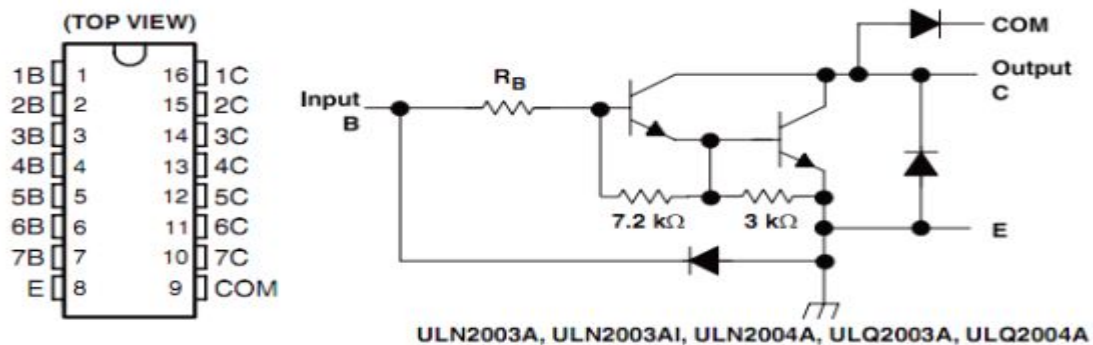 (TOP VIEW)
1B 1 16 1C
2B 2 15 2C
3B 3 14 3C
4B 4 13 4C
5B 5 12 5C
6B 6 11 6C
7B 7 10 7C
E 8 9 COM
COM
Output
C
RB
Input
B
7.2 kΩ
3 kΩ
E
ULN2003A, ULN2003AI, ULN2004A, ULQ2003A, ULQ2004A